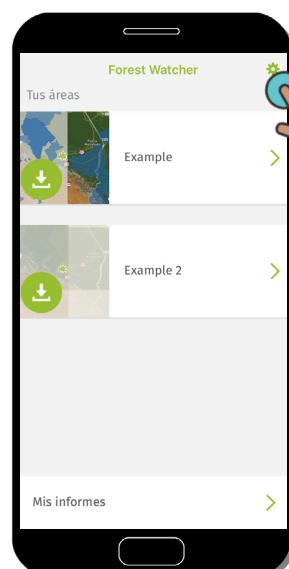 Forest Watcher
Tus áreas
Example
Example 2
Mis informes